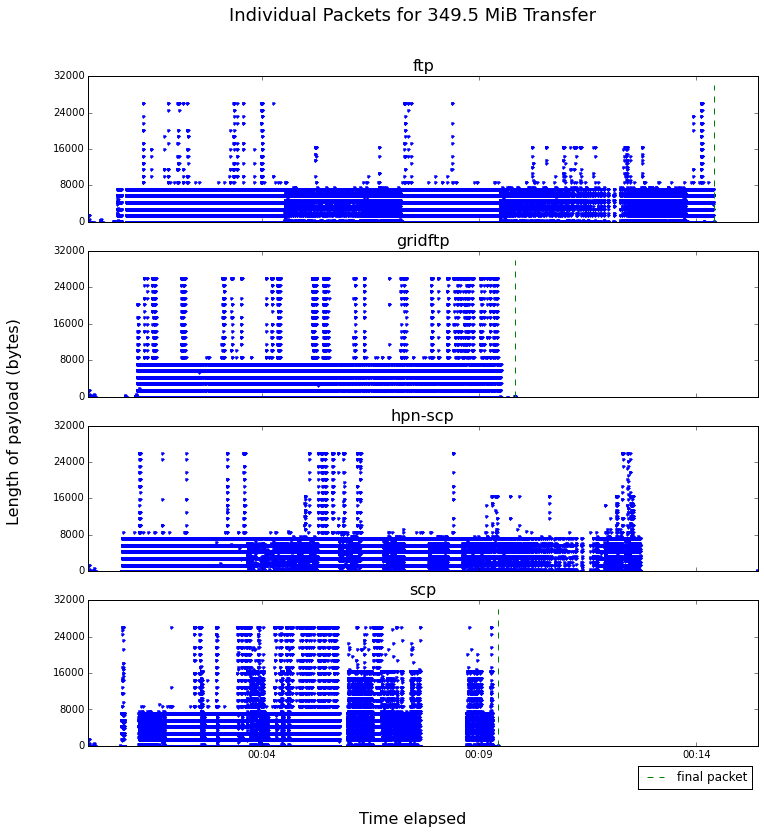 Individual Packets for 349.5 MiB Transfer
ftp
32000
24000
16000
8000
0
gridftp
32000
24000
16000
8000
0
hpn-scp
32000
24000
16000
8000
0
scp
32000
24000
16000
8000
0
Length of payload (bytes)
00:04 00:09 00:14
final packet
Time elapsed